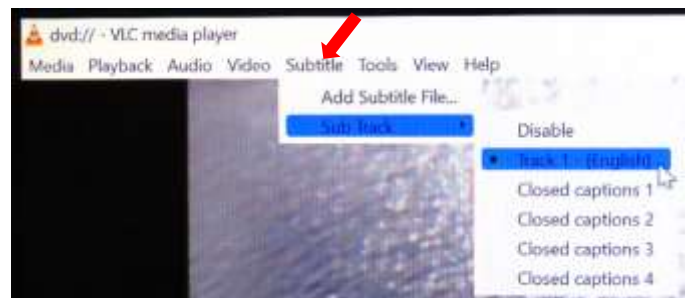 dvd:// - VLC media player
Media Playback Audio Video Subtitle Tools View Help
Add Subtitle File...
Sub Track
Disable
Track 1 - [English]
Closed captions 1
Closed captions 2
Closed captions 3
Closed captions 4